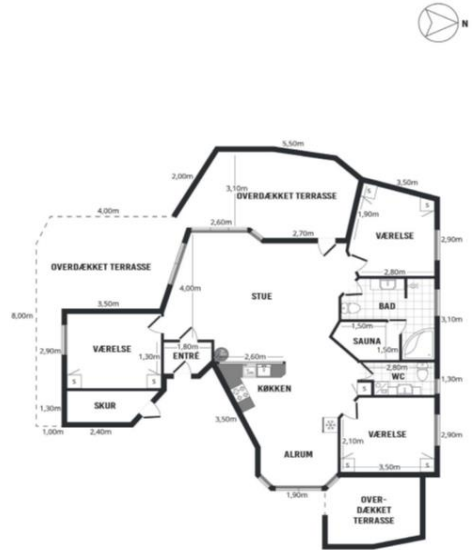 N
5,50m
2,00m
3,10m
3,50m
OVERDÆKKET TERRASSE
1,90m
S
S
4,00m
2,60m
2,70m
VÆRELSE
2,90m
OVERDÆKKET TERRASSE
2,80m
4,00m
STUE
BAD
3,50m
8,00m
3,10m
1,50m
VÆRELSE
1,80m
SAUNA
1,50m
2,90m
1,30m
ENTRÉ
2,60m
2,80m
WC
S
S
KØKKEN
1,30m
S
1,30m
SKUR
3,50m
2,10m
VÆRELSE
2,90m
1,00m
2,40m
ALRUM
S
3,50m
S
1,90m
OVER-
DÆKKET
TERRASSE